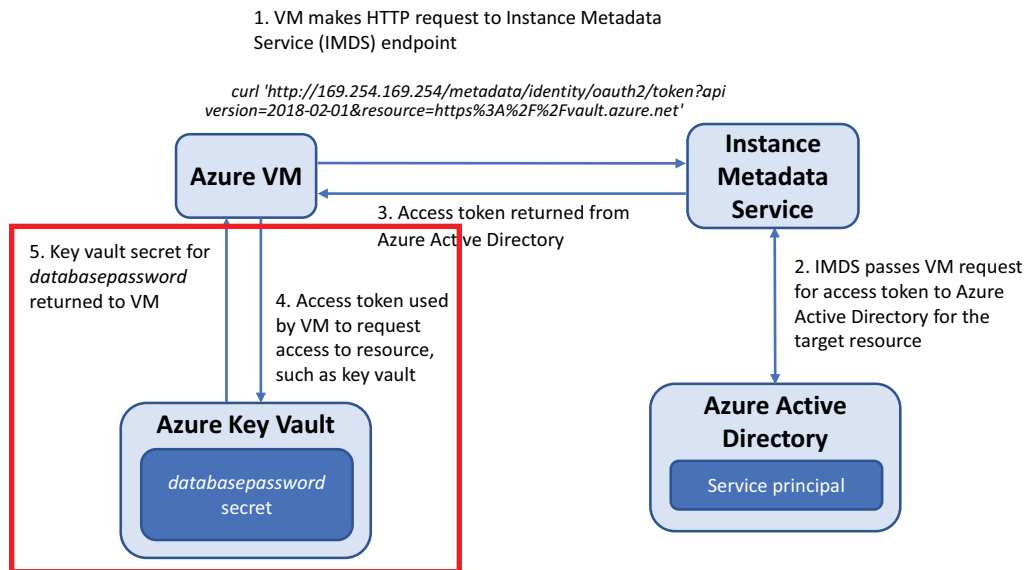 1. VM makes HTTP request to Instance Metadata
Service (IMDS) endpoint
curl 'http://169.254.169.254/metadata/identity/oauth2/token?api
version=2018-02-01&resource=https%3A%2F%2Fvault.azure.net'
Azure VM
Instance
Metadata
Service
3. Access token returned from
Azure Active Directory
5. Key vault secret for
databasepassword
returned to VM
4. Access token used
by VM to request
access to resource,
such as key vault
2. IMDS passes VM request
for access token to Azure
Active Directory for the
target resource
Azure Key Vault
databasepassword
secret
Azure Active
Directory
Service principal